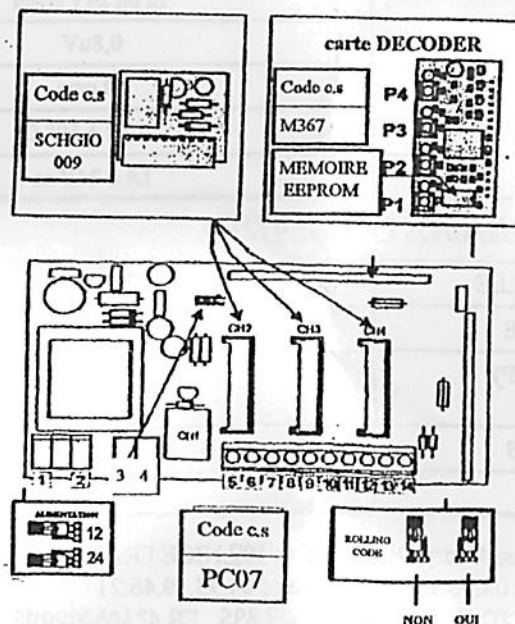 carte DECODER
Code c.s
SCHGIO
009
Code c.s
M367
MEMOIRE
EEPROM
P4
P3
P2
P1
CH2
CH3
CH4
CH1
1
2
3 4
5 6 7 8 9 10 11 12 13 14
ALIMENTATION
12
24
Code c.s
PC07
ROLLING
CODE
NON
OUI